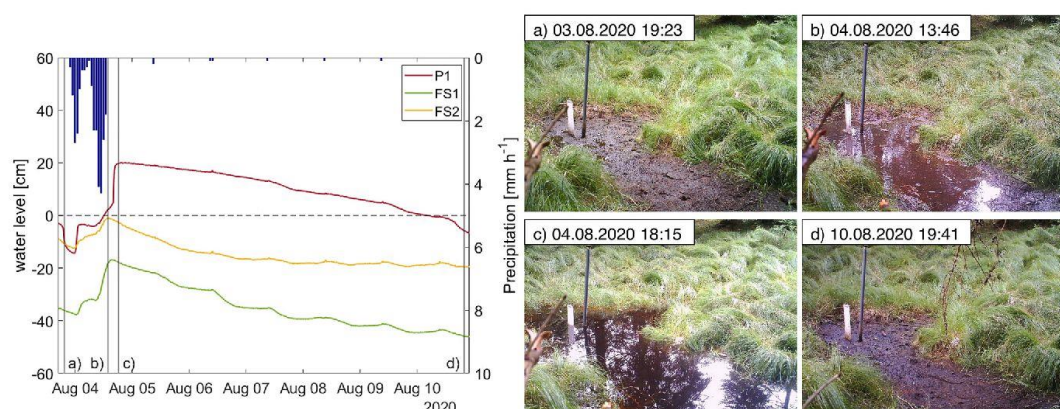 60
40
20
0
-20
-40
-60
water level [cm]
P1
FS1
FS2
0
2
4
6
8
10
Precipitation [mm h⁻¹]
a)
b)
c)
d)
Aug 04
Aug 05
Aug 06
Aug 07
Aug 08
Aug 09
Aug 10
2020
a) 03.08.2020 19:23
b) 04.08.2020 13:46
c) 04.08.2020 18:15
d) 10.08.2020 19:41